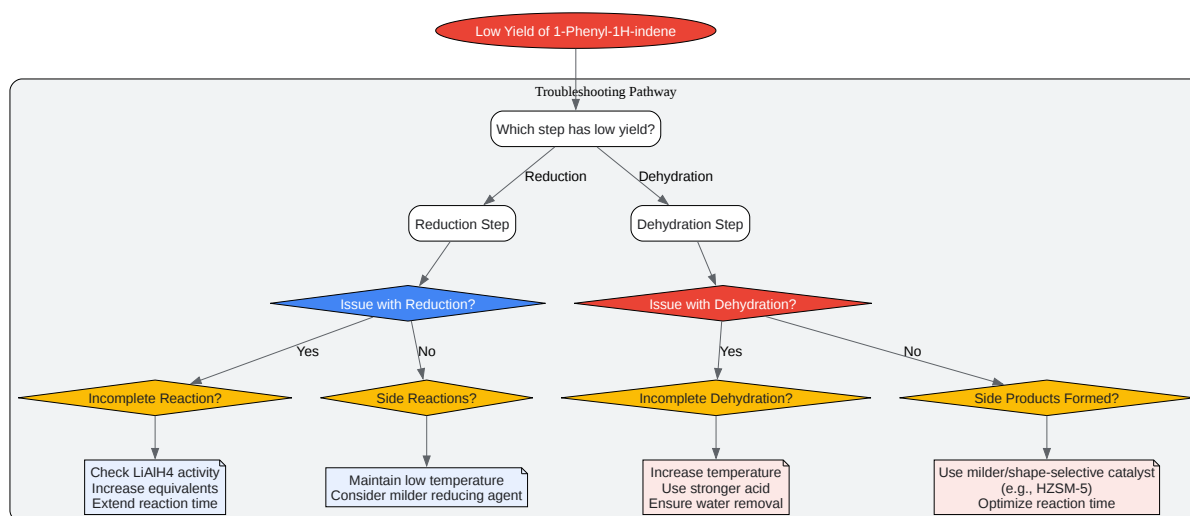 Low Yield of 1-Phenyl-1H-indene
Troubleshooting Pathway
Which step has low yield?
Reduction
Dehydration
Reduction Step
Dehydration Step
Issue with Reduction?
Issue with Dehydration?
Yes
No
Yes
No
Incomplete Reaction?
Side Reactions?
Incomplete Dehydration?
Side Products Formed?
Check LiAlH4 activity
Increase equivalents
Extend reaction time
Maintain low temperature
Consider milder reducing agent
Increase temperature
Use stronger acid
Ensure water removal
Use milder/shape-selective catalyst
(e.g., HZSM-5)
Optimize reaction time